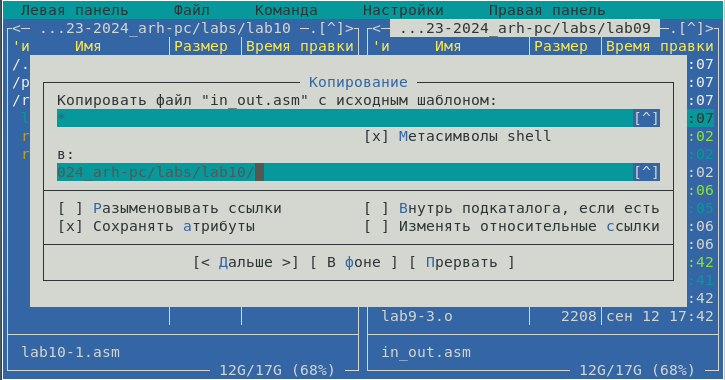 Левая панель Файл Команда Настройки Правая панель
<— ...23-2024_arh-pc/labs/lab10 —.[^]> <— ...23-2024_arh-pc/labs/lab09 —.[^]>
'и Имя Размер Время правки 'и Имя Размер Время правки
/. :07
Копирование
/p :07
Копировать файл "in_out.asm" с исходным шаблоном:
/r :07
* [^] :07
[x] Метасимволы shell :02
в: :02
024_arh-pc/labs/lab10/ [^] :02
:06
[ ] Разыменовывать ссылки [ ] Внутрь подкаталога, если есть :05
[x] Сохранять атрибуты [ ] Изменять относительные ссылки :06
:06
[< Дальше >] [ В фоне ] [ Прервать ] :42
:41
:42
lab9-3.o 2208 сен 12 17:42
lab10-1.asm in_out.asm
12G/17G (68%) 12G/17G (68%)